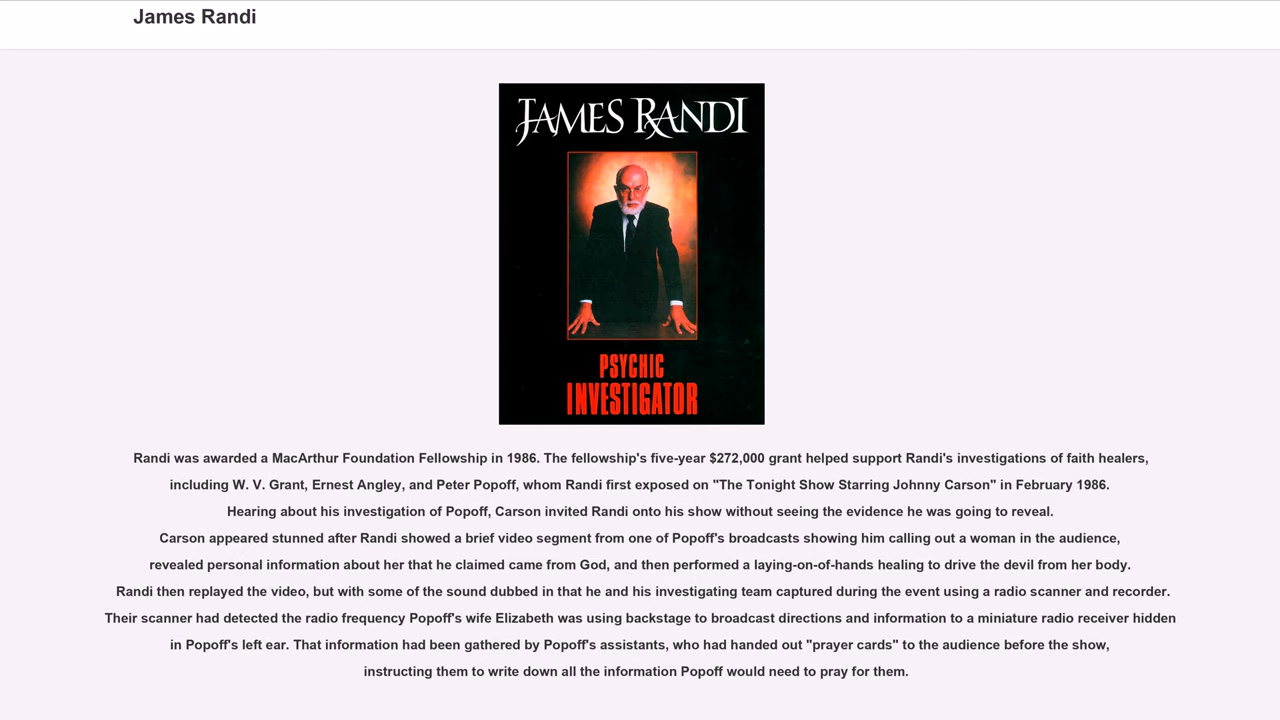 James Randi
JAMES RANDI
PSYCHIC
INVESTIGATOR
Randi was awarded a MacArthur Foundation Fellowship in 1986. The fellowship's five-year $272,000 grant helped support Randi's investigations of faith healers,
including W. V. Grant, Ernest Angley, and Peter Popoff, whom Randi first exposed on "The Tonight Show Starring Johnny Carson" in February 1986.
Hearing about his investigation of Popoff, Carson invited Randi onto his show without seeing the evidence he was going to reveal.
Carson appeared stunned after Randi showed a brief video segment from one of Popoff's broadcasts showing him calling out a woman in the audience,
revealed personal information about her that he claimed came from God, and then performed a laying-on-of-hands healing to drive the devil from her body.
Randi then replayed the video, but with some of the sound dubbed in that he and his investigating team captured during the event using a radio scanner and recorder.
Their scanner had detected the radio frequency Popoff's wife Elizabeth was using backstage to broadcast directions and information to a miniature radio receiver hidden
in Popoff's left ear. That information had been gathered by Popoff's assistants, who had handed out "prayer cards" to the audience before the show,
instructing them to write down all the information Popoff would need to pray for them.